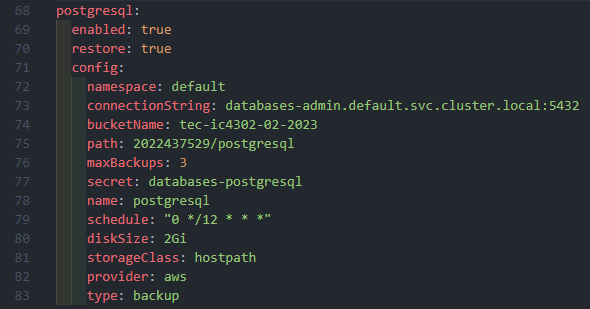 68 postgresql:
69   enabled: true
70   restore: true
71   config:
72     namespace: default
73     connectionString: databases-admin.default.svc.cluster.local:5432
74     bucketName: tec-ic4302-02-2023
75     path: 2022437529/postgresql
76     maxBackups: 3
77     secret: databases-postgresql
78     name: postgresql
79     schedule: "0 */12 * * *"
80     diskSize: 2Gi
81     storageClass: hostpath
82     provider: aws
83     type: backup